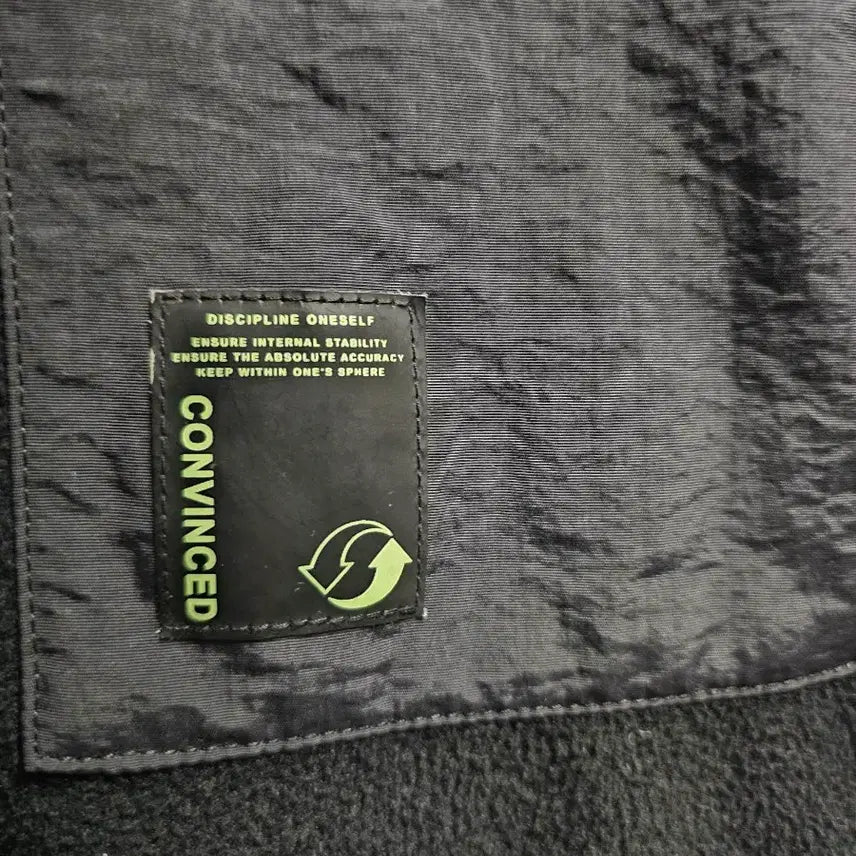 DISCIPLINE ONESELF
ENSURE INTERNAL STABILITY
ENSURE THE ABSOLUTE ACCURACY
KEEP WITHIN ONE'S SPHERE
CONVINCED